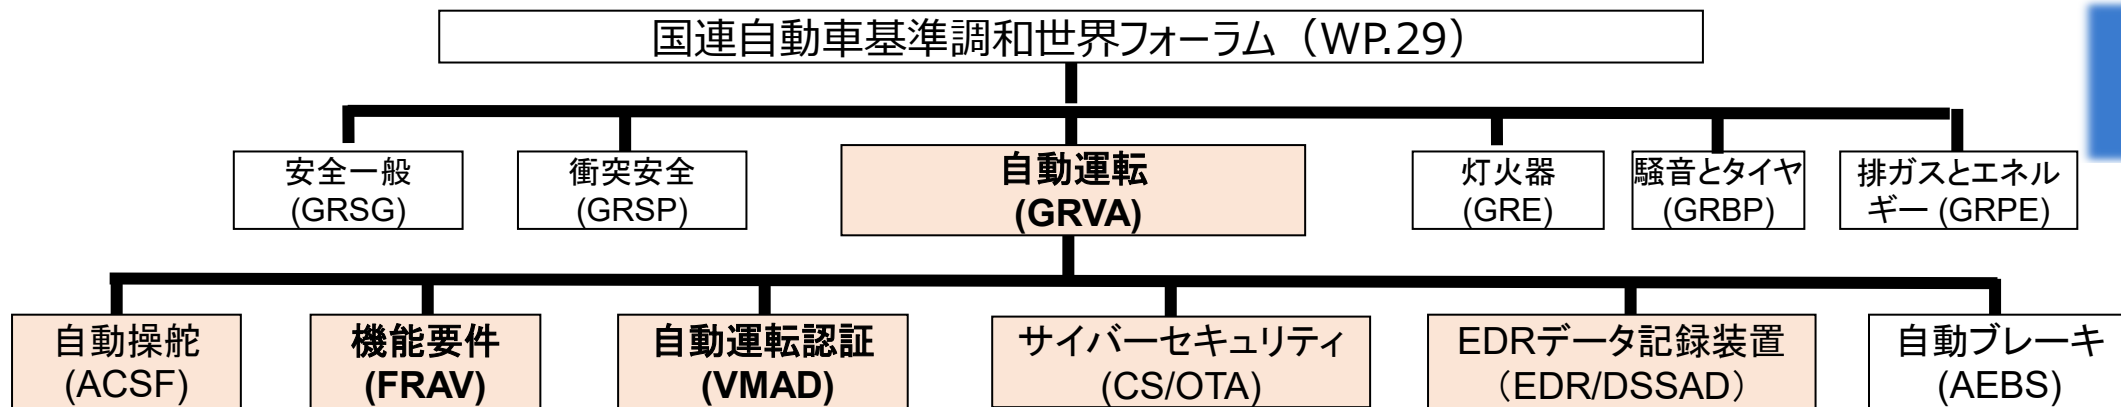 国連自動車基準調和世界フォーラム（WP.29）
安全一般
(GRSG)
衝突安全
(GRSP)
自動運転
(GRVA)
灯火器
(GRE)
騒音とタイヤ
(GRBP)
排ガスとエネル
ギー (GRPE)
自動操舵
(ACSF)
機能要件
(FRAV)
自動運転認証
(VMAD)
サイバーセキュリティ
(CS/OTA)
EDRデータ記録装置
（EDR/DSSAD）
自動ブレーキ
(AEBS)